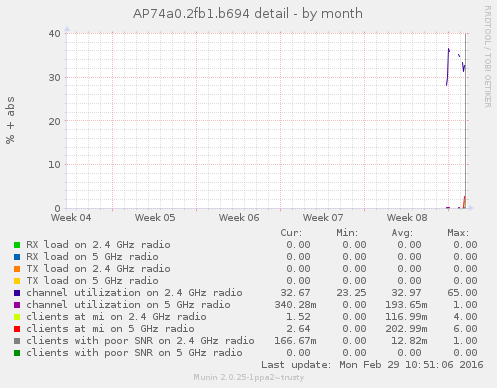 AP74a0.2fb1.b694 detail - by month
RRDTOOL / TOBI OETIKER
% + abs
40
30
20
10
0
Week 04 Week 05 Week 06 Week 07 Week 08
Cur: Min: Avg: Max:
RX load on 2.4 GHz radio 0.00 0.00 0.00 0.00
RX load on 5 GHz radio 0.00 0.00 0.00 0.00
TX load on 2.4 GHz radio 0.00 0.00 0.00 0.00
TX load on 5 GHz radio 0.00 0.00 0.00 0.00
channel utilization on 2.4 GHz radio 32.67 23.25 32.97 65.00
channel utilization on 5 GHz radio 340.28m 0.00 193.65m 1.00
clients at mi on 2.4 GHz radio 1.52 0.00 116.99m 4.00
clients at mi on 5 GHz radio 2.64 0.00 202.99m 6.00
clients with poor SNR on 2.4 GHz radio 166.67m 0.00 12.82m 1.00
clients with poor SNR on 5 GHz radio 0.00 0.00 0.00 0.00
Last update: Mon Feb 29 10:51:06 2016
Munin 2.0.25-1ppa2~trusty